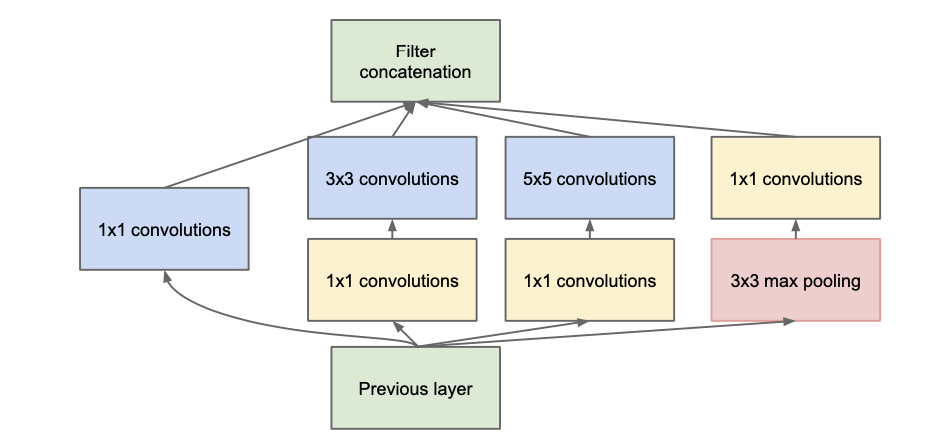 Filter
concatenation
3x3 convolutions
5x5 convolutions
1x1 convolutions
1x1 convolutions
1x1 convolutions
1x1 convolutions
3x3 max pooling
Previous layer